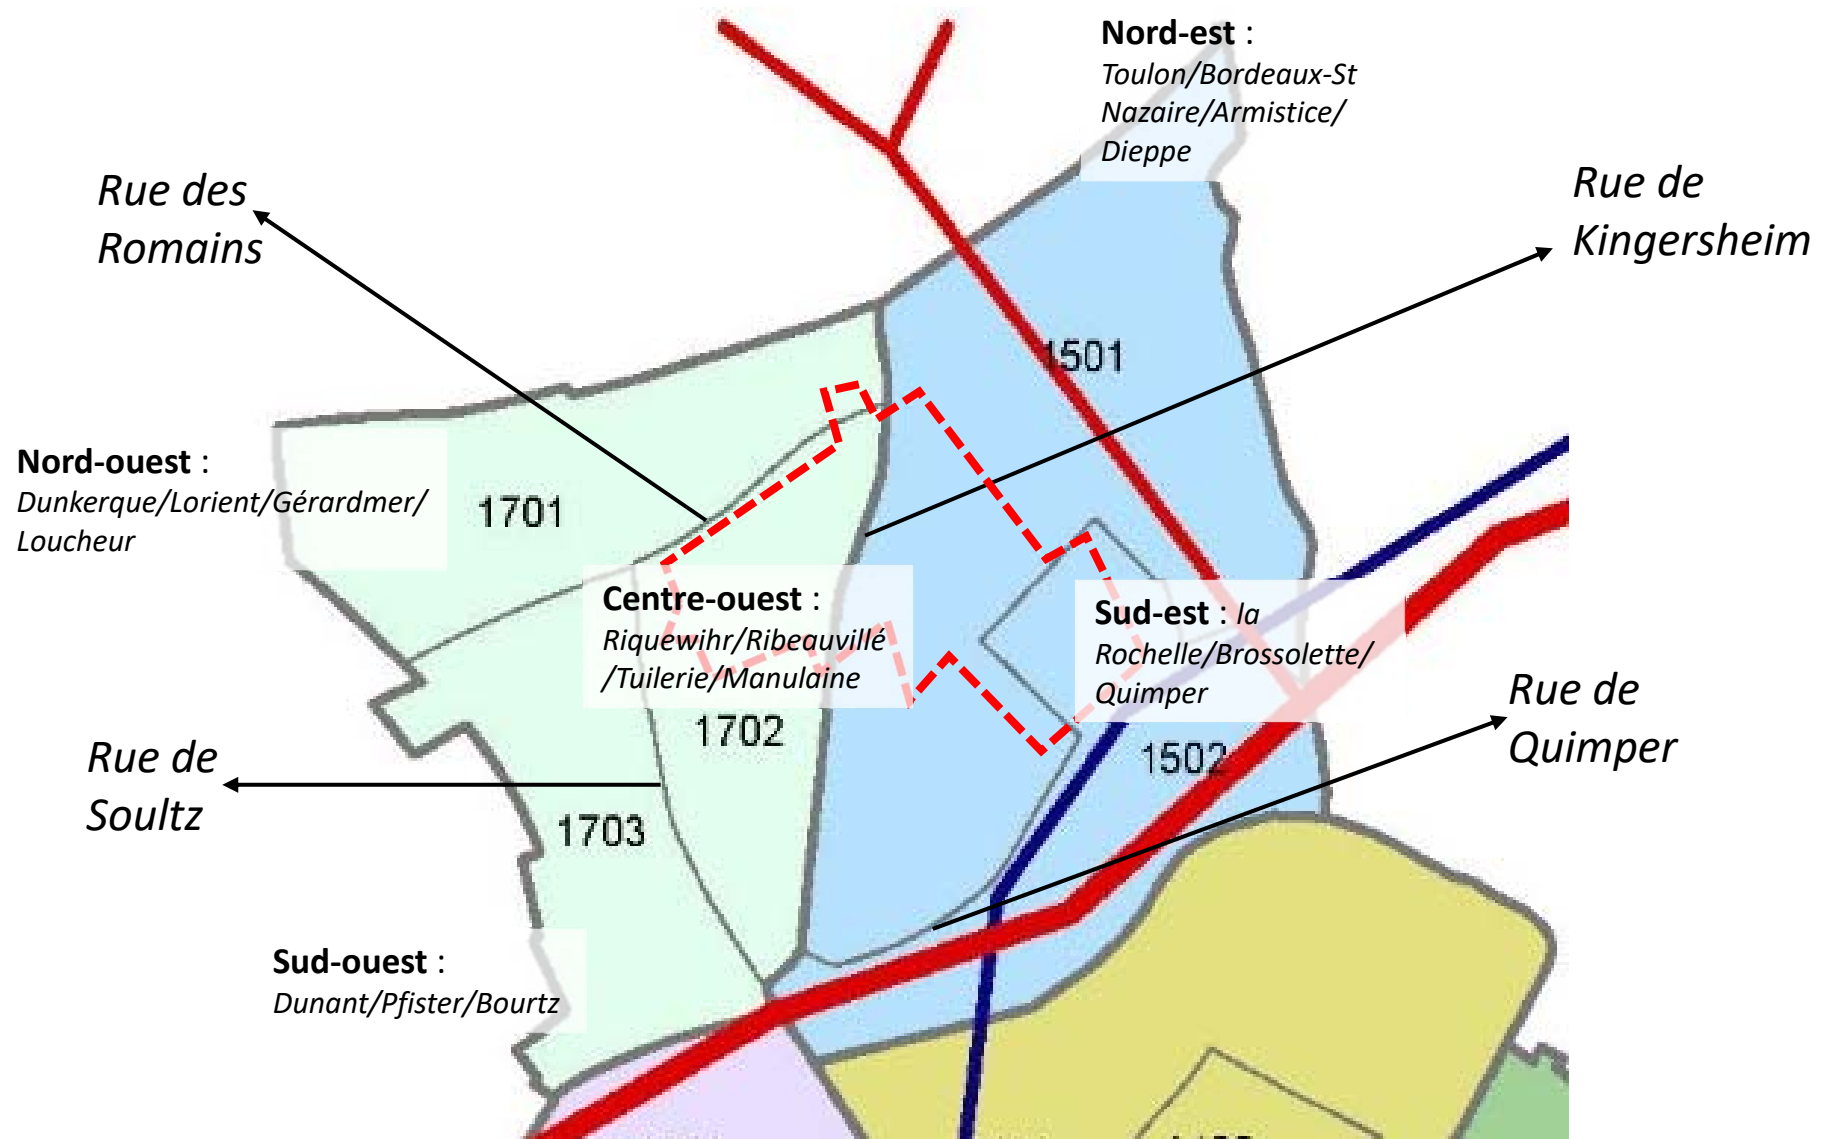 Nord-est :
Toulon/Bordeaux-St
Nazaire/Armistice/
Dieppe
Rue des
Romains
Rue de
Kingersheim
1501
Nord-ouest :
Dunkerque/Lorient/Gérardmer/
Loucheur
1701
Centre-ouest :
Riquewihr/Ribeauvillé
/Tuilerie/Manulaine
Sud-est : la
Rochelle/Brossolette/
Quimper
Rue de
Quimper
1702
1502
Rue de
Soultz
1703
Sud-ouest :
Dunant/Pfister/Bourtz